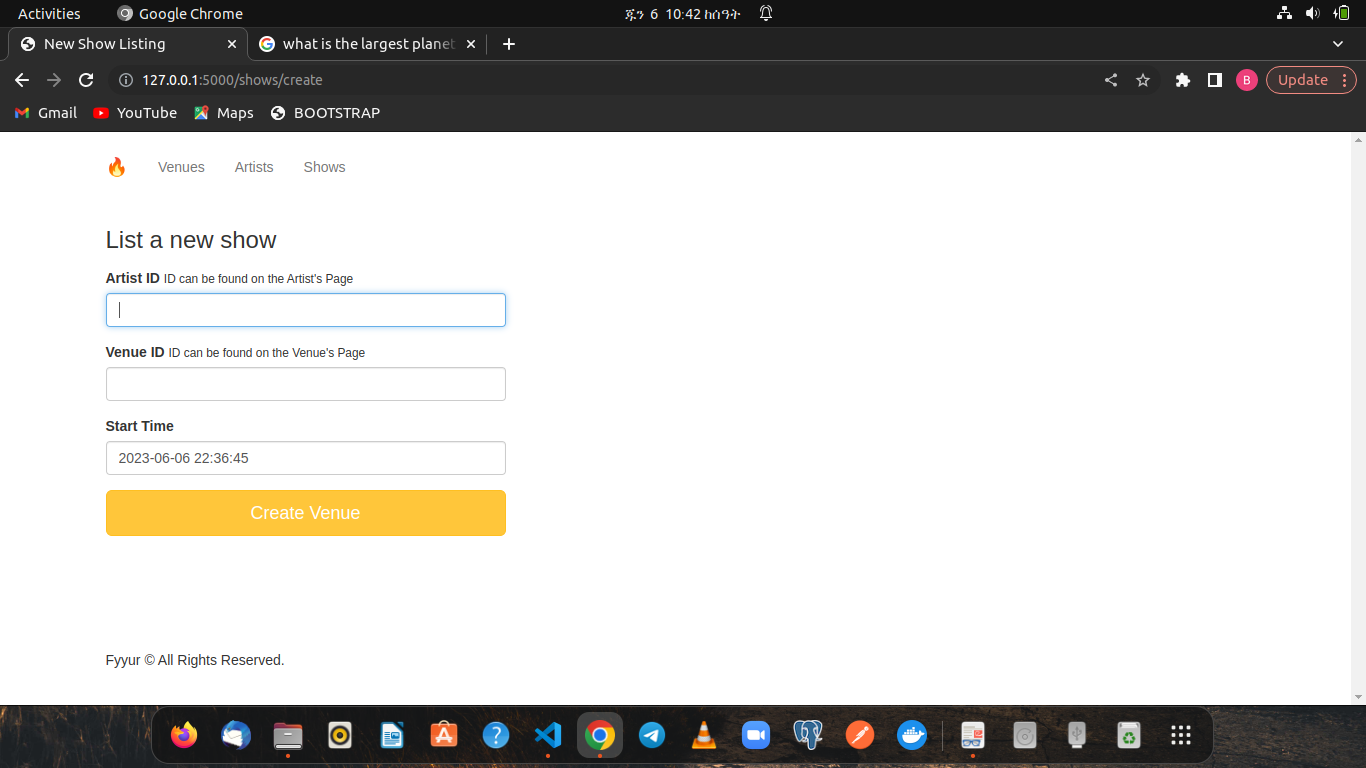 Activities Google Chrome ጁን 6 10:42 ከሰዓት
New Show Listing what is the largest planet
127.0.0.1:5000/shows/create B Update
Gmail YouTube Maps BOOTSTRAP
Venues Artists Shows
List a new show
Artist ID ID can be found on the Artist's Page
Venue ID ID can be found on the Venue's Page
Start Time
2023-06-06 22:36:45
Create Venue
Fyyur © All Rights Reserved.